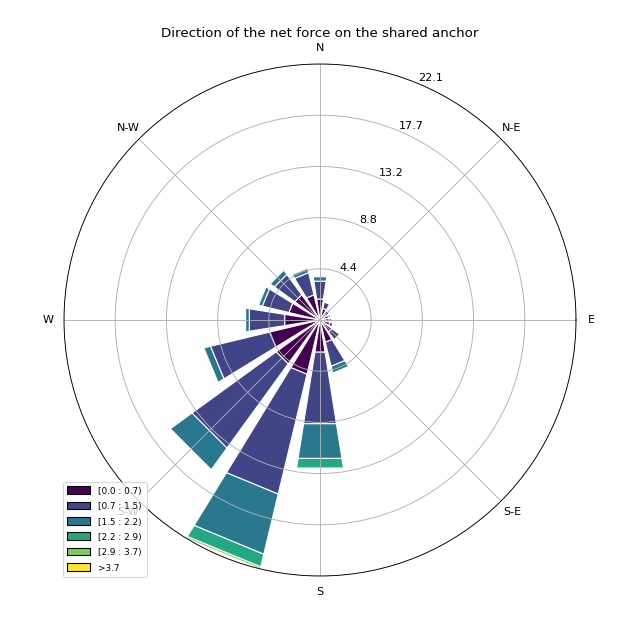 Direction of the net force on the shared anchor
N
22.1
N-W
N-E
17.7
13.2
8.8
4.4
W
E
[0.0 : 0.7)
[0.7 : 1.5)
S-W
S-E
[1.5 : 2.2)
[2.2 : 2.9)
[2.9 : 3.7)
>3.7
S